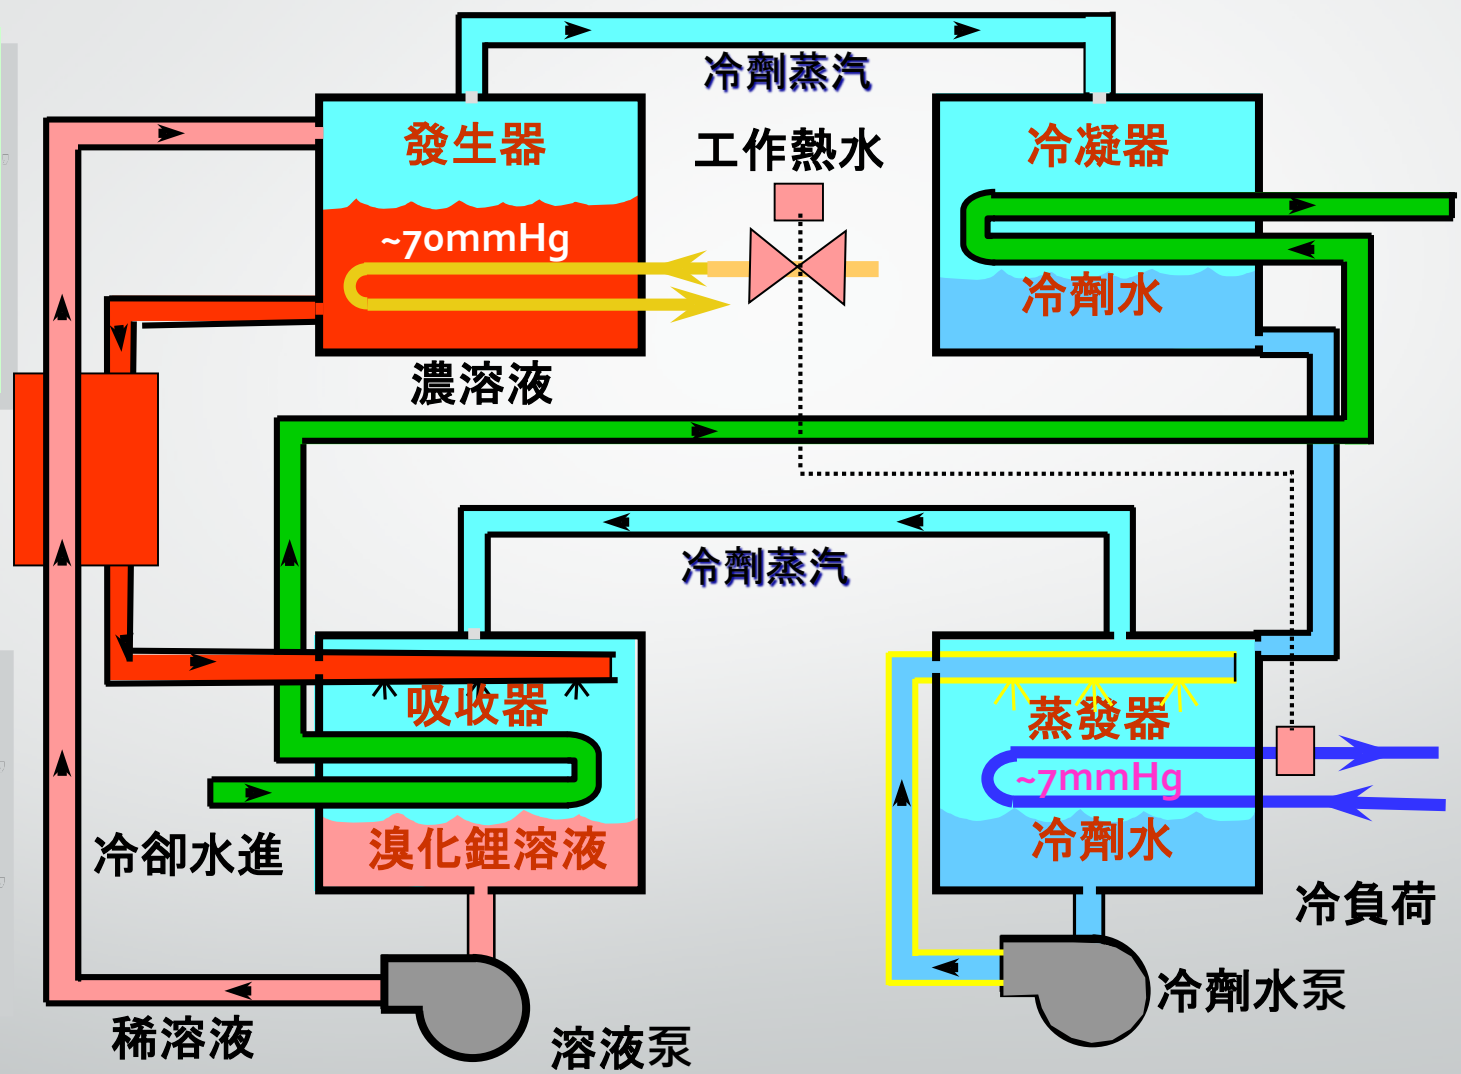 冷劑蒸汽
發生器
工作熱水
冷凝器
~70mmHg
冷劑水
濃溶液
冷劑蒸汽
吸收器
蒸發器
~7mmHg
溴化鋰溶液
冷劑水
冷卻水進
冷負荷
冷劑水泵
稀溶液
溶液泵